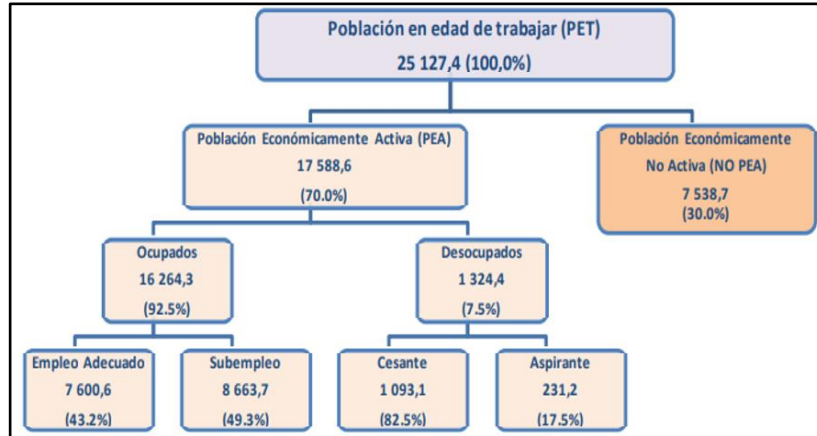 Población en edad de trabajar (PET)
25 127,4 (100,0%)
Población Económicamente Activa (PEA)
17 588,6
(70.0%)
Población Económicamente
No Activa (NO PEA)
7 538,7
(30.0%)
Ocupados
16 264,3
(92.5%)
Desocupados
1 324,4
(7.5%)
Empleo Adecuado
7 600,6
(43.2%)
Subempleo
8 663,7
(49.3%)
Cesante
1 093,1
(82.5%)
Aspirante
231,2
(17.5%)